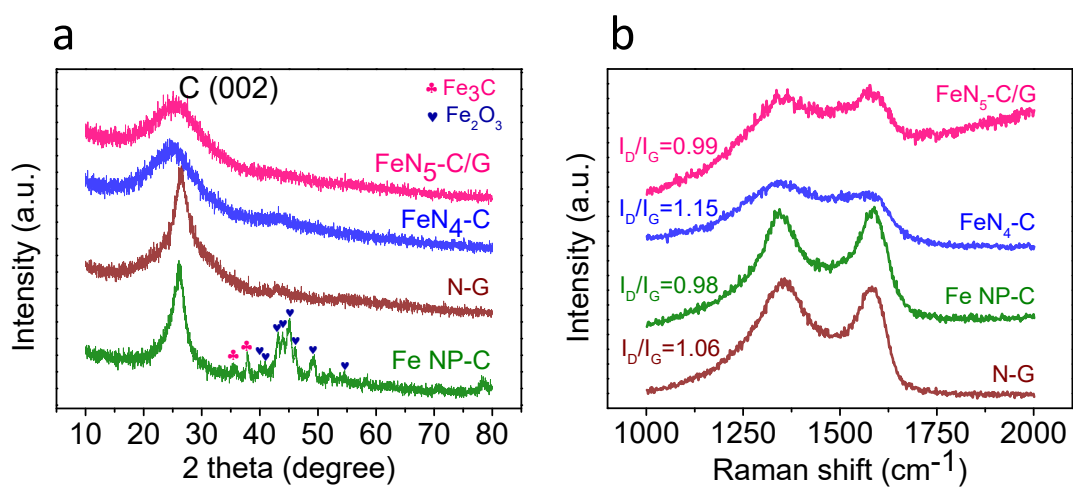 a
C (002)
♣ Fe3C
♥ Fe2O3
FeN5-C/G
FeN4-C
N-G
Fe NP-C
Intensity (a.u.)
10 20 30 40 50 60 70 80
2 theta (degree)
b
FeN5-C/G
ID/IG=0.99
ID/IG=1.15
FeN4-C
ID/IG=0.98
Fe NP-C
ID/IG=1.06
N-G
Intensity (a.u.)
1000 1250 1500 1750 2000
Raman shift (cm-1)